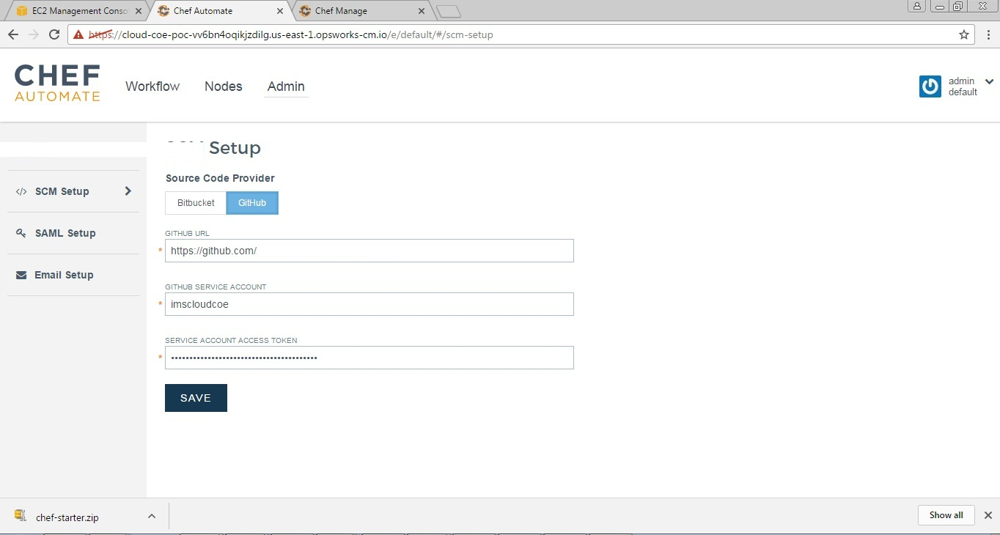 EC2 Management Conso
Chef Automate
Chef Manage
https://cloud-coe-poc-vv6bn4oqikjzdilg.us-east-1.opsworks-cm.io/e/default/#/scm-setup
CHEF
AUTOMATE
Workflow
Nodes
Admin
admin
default
Setup
SCM Setup
SAML Setup
Email Setup
Source Code Provider
Bitbucket
GitHub
GITHUB URL
* https://github.com/
GITHUB SERVICE ACCOUNT
* imscloudcoe
SERVICE ACCOUNT ACCESS TOKEN
* ••••••••••••••••••••••••••••••••••••••••
SAVE
chef-starter.zip
Show all